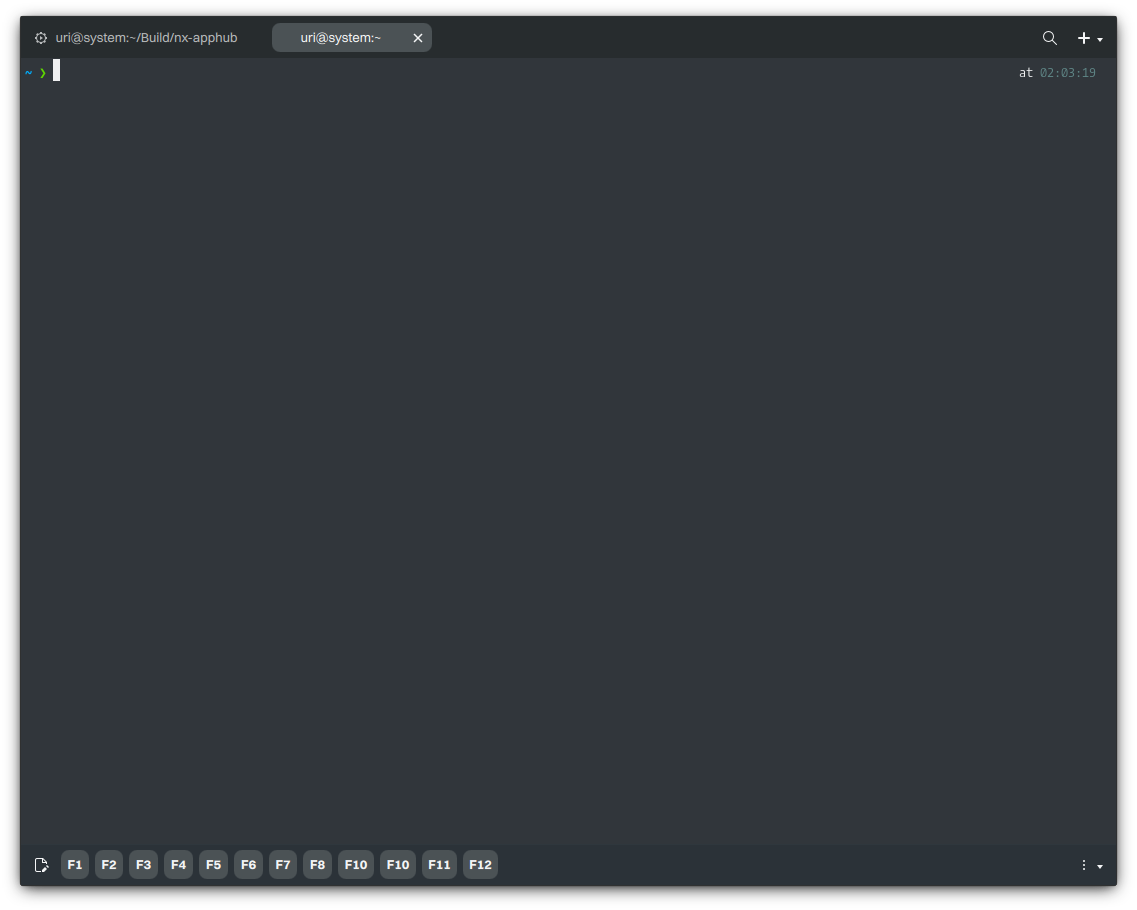 uri@system:~/Build/nx-apphub uri@system:~
~ ❯ at 02:03:19
F1 F2 F3 F4 F5 F6 F7 F8 F10 F10 F11 F12